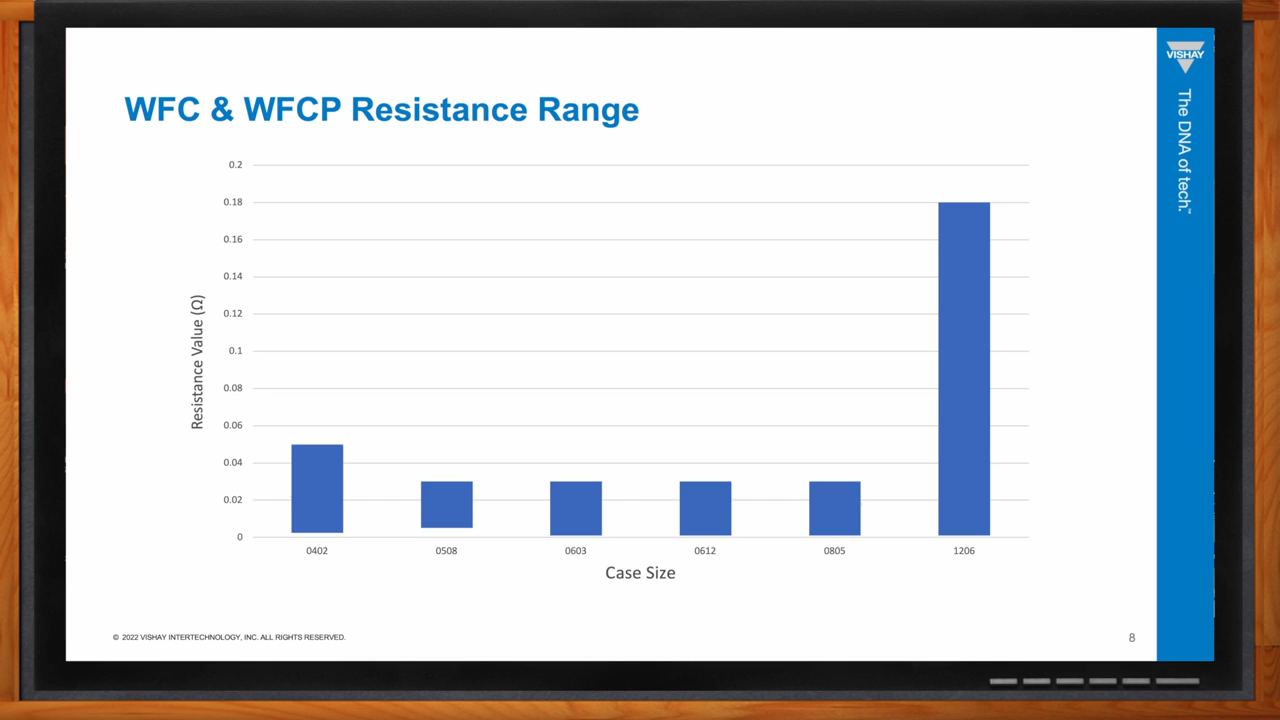 VISHAY
The DNA of tech.™
WFC & WFCP Resistance Range
0.2
0.18
0.16
0.14
0.12
0.1
0.08
0.06
0.04
0.02
0
Resistance Value (Ω)
0402 0508 0603 0612 0805 1206
Case Size
© 2022 VISHAY INTERTECHNOLOGY, INC. ALL RIGHTS RESERVED.
8